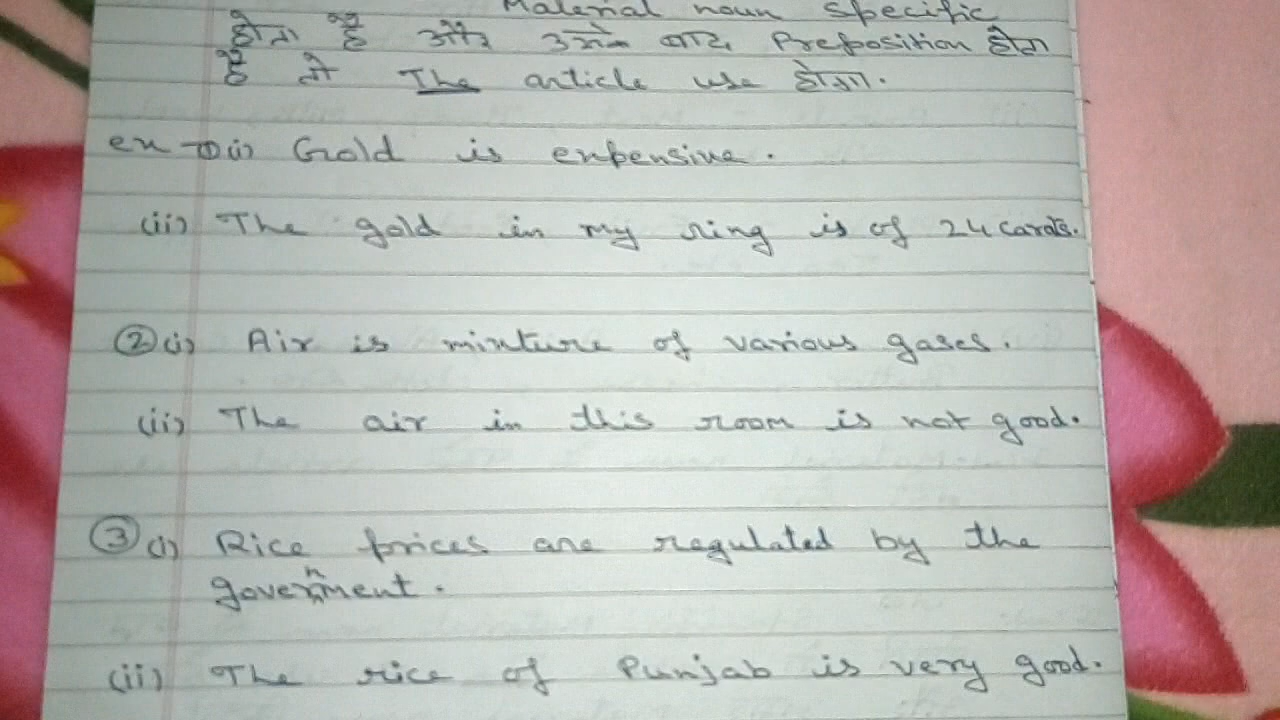 Material noun specific
होता है और उसके बाद Preposition होता
है तो The article use होगा.
ex → ① (i) Gold is expensive.
(ii) The gold in my ring is of 24 carats.
② (i) Air is mixture of various gases.
(ii) The air in this room is not good.
③ (i) Rice prices are regulated by the
government.
(ii) The rice of Punjab is very good.